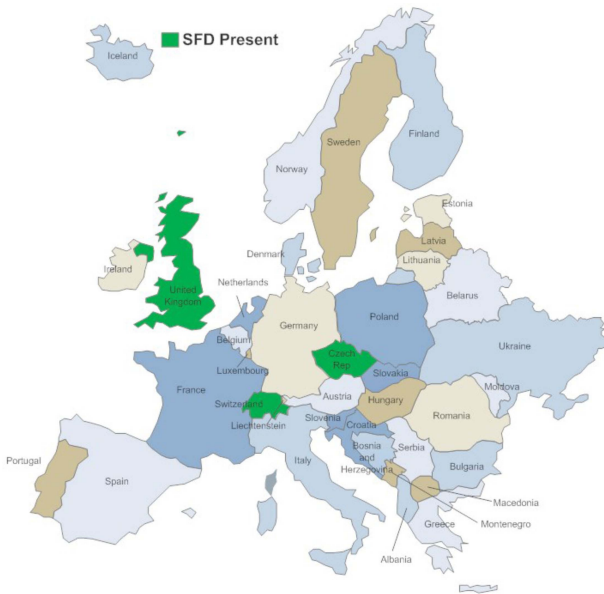 SFD Present
Iceland
Finland
Sweden
Norway
Estonia
Latvia
Lithuania
Denmark
Ireland
United
Kingdom
Netherlands
Belarus
Germany
Poland
Belgium
Ukraine
Czech
Rep
Luxembourg
Slovakia
France
Moldova
Austria
Switzerland
Hungary
Romania
Slovenia
Liechtenstein
Croatia
Bosnia
and
Herzegovina
Serbia
Portugal
Spain
Italy
Bulgaria
Macedonia
Montenegro
Greece
Albania